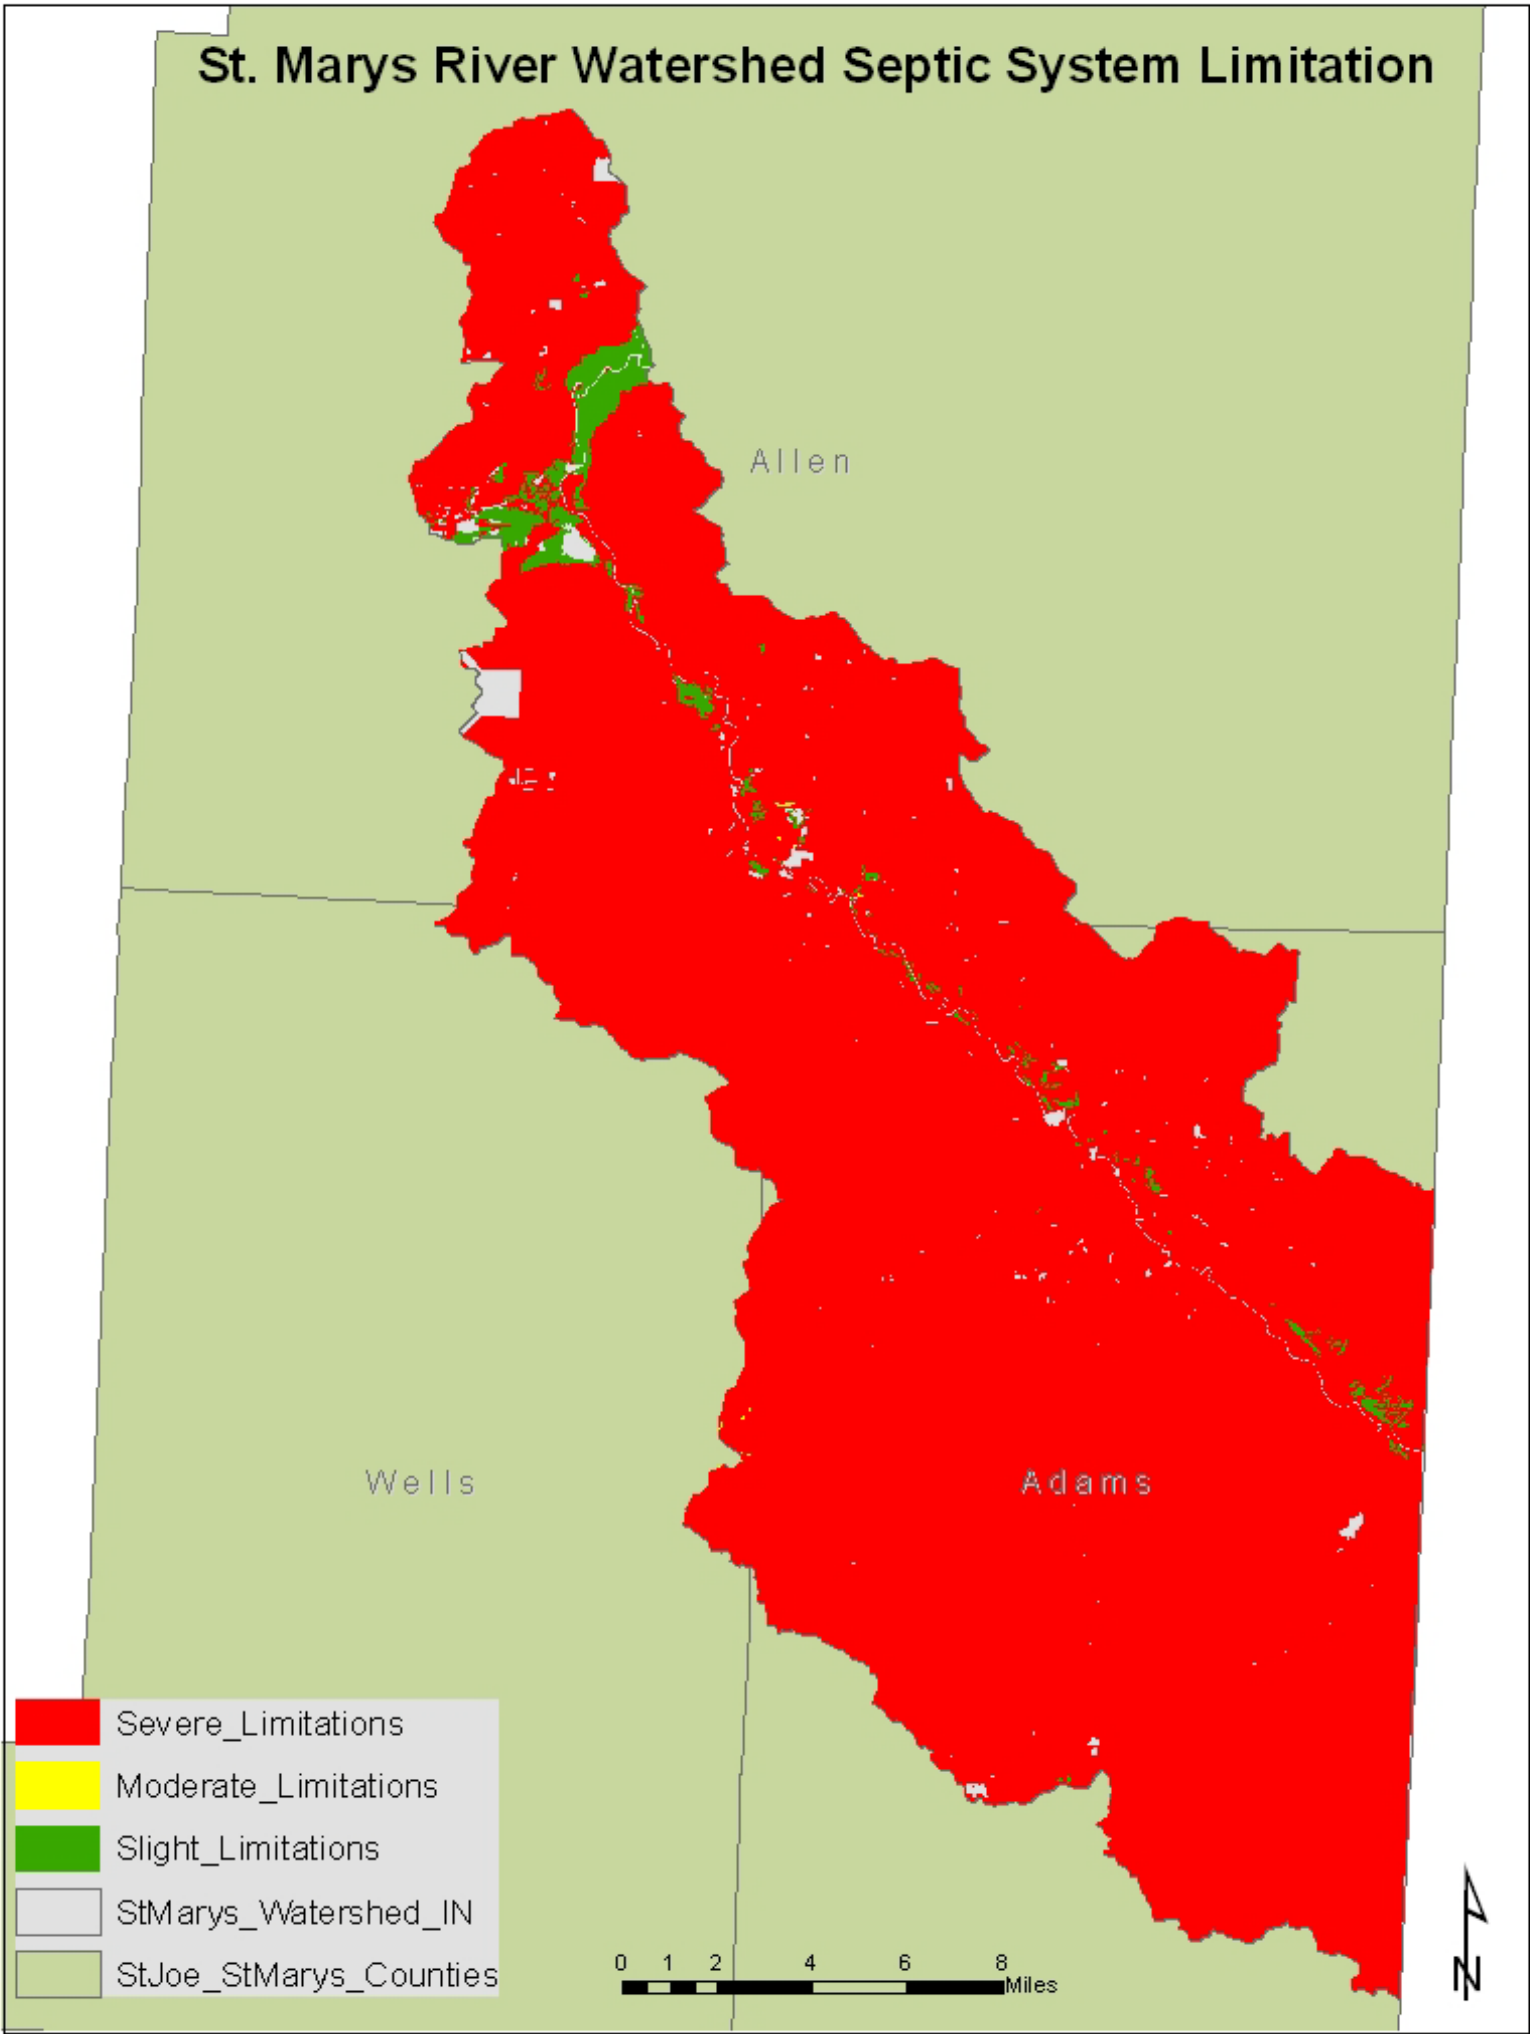 St. Marys River Watershed Septic System Limitation
Allen
Wells
Adams
Severe_Limitations
Moderate_Limitations
Slight_Limitations
StMarys_Watershed_IN
StJoe_StMarys_Counties
0 1 2 4 6 8
Miles
N